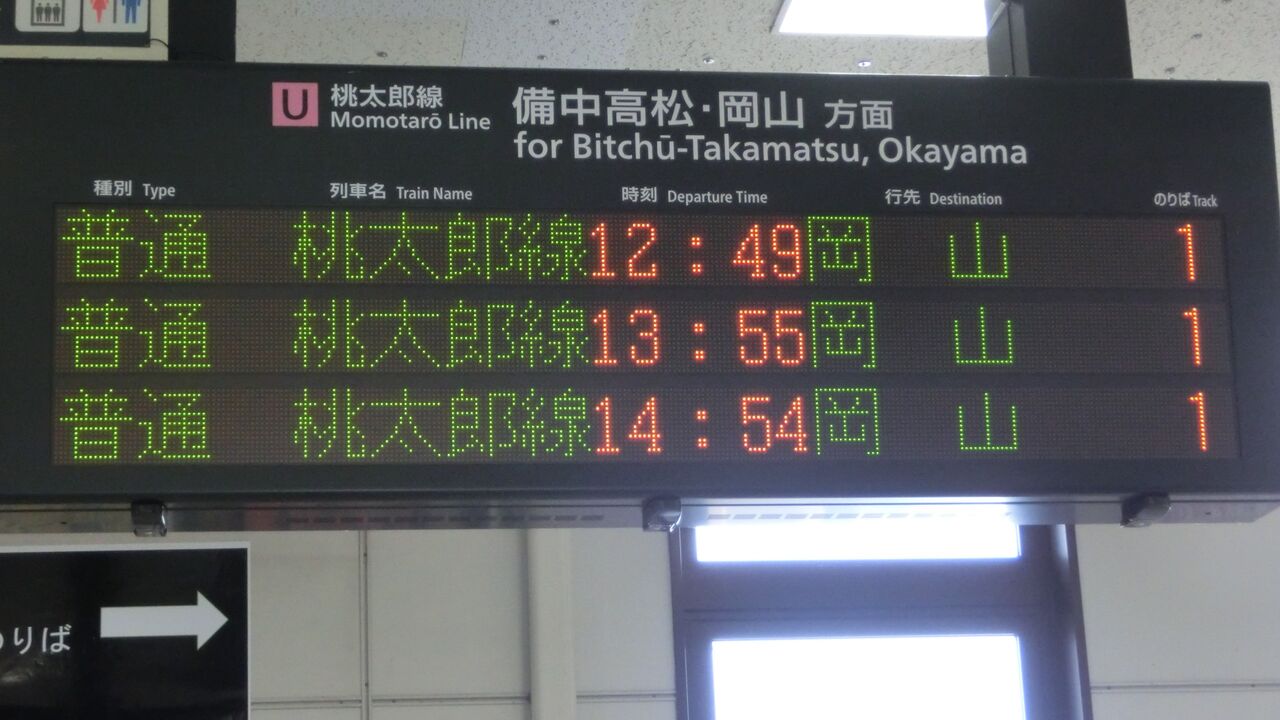 U 桃太郎線 備中高松・岡山 方面
Momotarō Line for Bitchū-Takamatsu, Okayama
種別 Type 列車名 Train Name 時刻 Departure Time 行先 Destination のりば Track
普通 桃太郎線 12:49 岡山 1
普通 桃太郎線 13:55 岡山 1
普通 桃太郎線 14:54 岡山 1
のりば